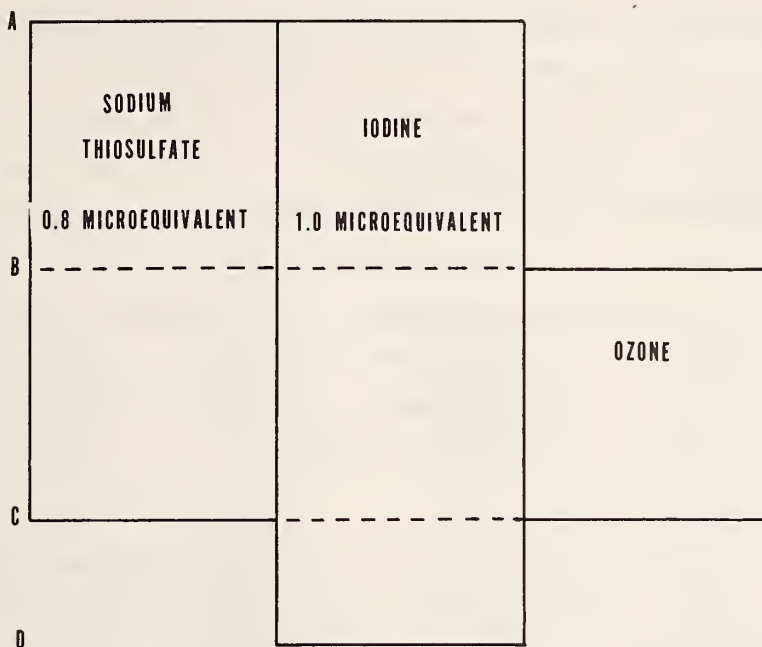 A
SODIUM
THIOSULFATE
0.8 MICROEQUIVALENT
IODINE
1.0 MICROEQUIVALENT
B
OZONE
C
D